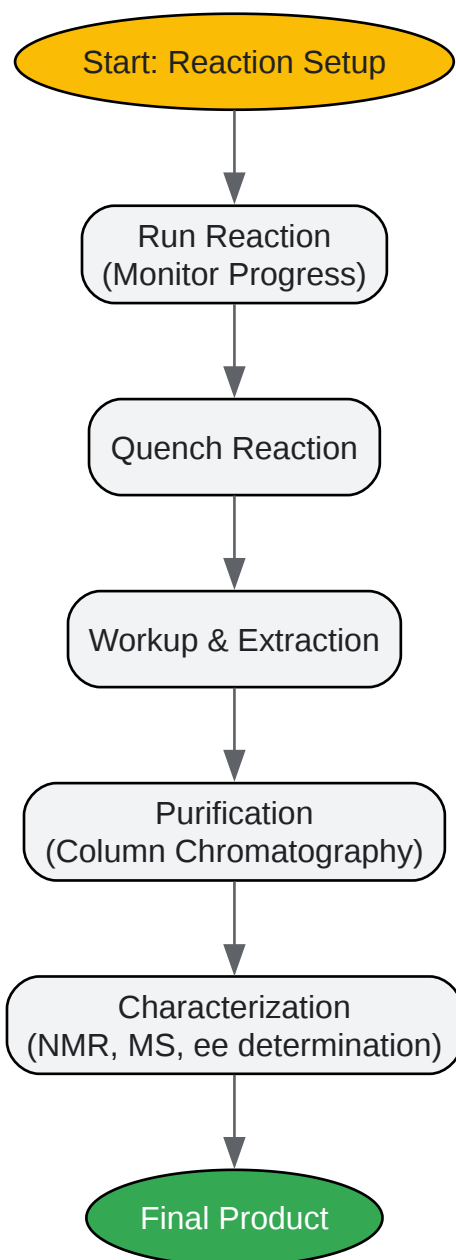 Start: Reaction Setup
Run Reaction
(Monitor Progress)
Quench Reaction
Workup & Extraction
Purification
(Column Chromatography)
Characterization
(NMR, MS, ee determination)
Final Product